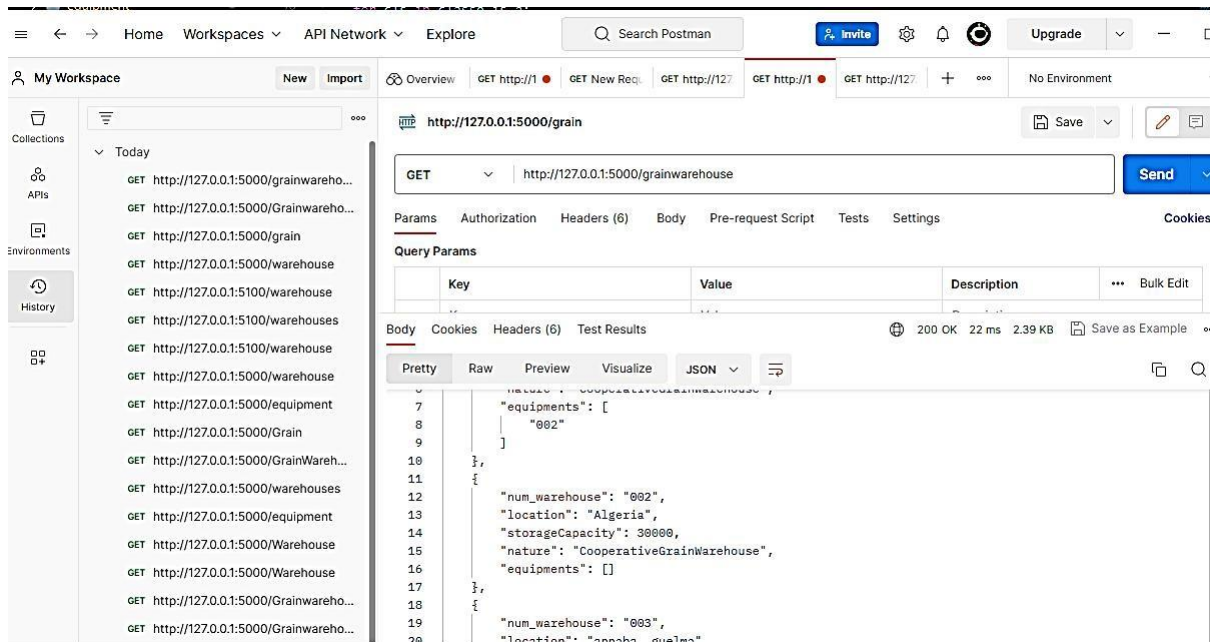 Home Workspaces API Network Explore Search Postman Invite Upgrade
My Workspace New Import Overview GET http://1 GET New Req GET http://127 GET http://1 GET http://127. No Environment
Collections
APIs
Environments
History
Today
GET http://127.0.0.1:5000/grainwareho...
GET http://127.0.0.1:5000/Grainwareho...
GET http://127.0.0.1:5000/grain
GET http://127.0.0.1:5000/warehouse
GET http://127.0.0.1:5100/warehouse
GET http://127.0.0.1:5100/warehouses
GET http://127.0.0.1:5100/warehouse
GET http://127.0.0.1:5000/warehouse
GET http://127.0.0.1:5000/equipment
GET http://127.0.0.1:5000/Grain
GET http://127.0.0.1:5000/GrainWareh...
GET http://127.0.0.1:5000/warehouses
GET http://127.0.0.1:5000/equipment
GET http://127.0.0.1:5000/Warehouse
GET http://127.0.0.1:5000/Warehouse
GET http://127.0.0.1:5000/Grainwareho...
GET http://127.0.0.1:5000/Grainwareho...
HTTP http://127.0.0.1:5000/grain Save
GET http://127.0.0.1:5000/grainwarehouse Send
Params Authorization Headers (6) Body Pre-request Script Tests Settings Cookies
Query Params
Key Value Description Bulk Edit
Body Cookies Headers (6) Test Results 200 OK 22 ms 2.39 KB Save as Example
Pretty Raw Preview Visualize JSON
7 "equipments": [
8 "002"
9 ]
10 },
11 {
12 "num_warehouse": "002",
13 "location": "Algeria",
14 "storageCapacity": 30000,
15 "nature": "CooperativeGrainWarehouse",
16 "equipments": []
17 },
18 {
19 "num_warehouse": "003",
20 "location": "annaba, guelma"